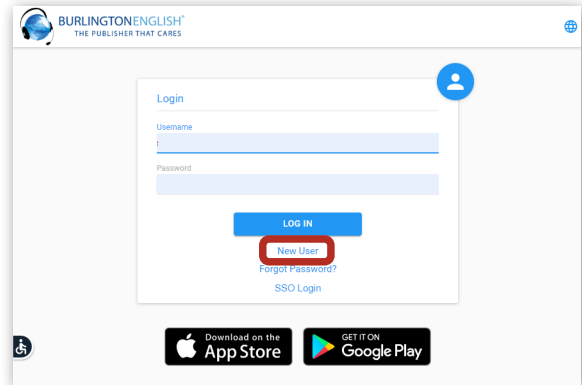 BURLINGTONENGLISH®
THE PUBLISHER THAT CARES
Login
Username
Password
LOG IN
New User
Forgot Password?
SSO Login
Download on the
App Store
GET IT ON
Google Play